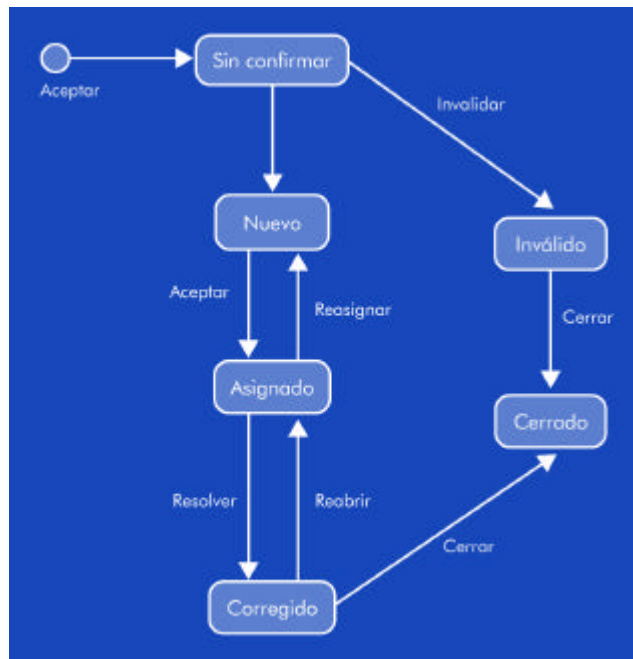 Sin confirmar
Aceptar
Invalidar
Nuevo
Inválido
Aceptar
Reasignar
Cerrar
Asignado
Cerrado
Resolver
Reabrir
Cerrar
Corregido